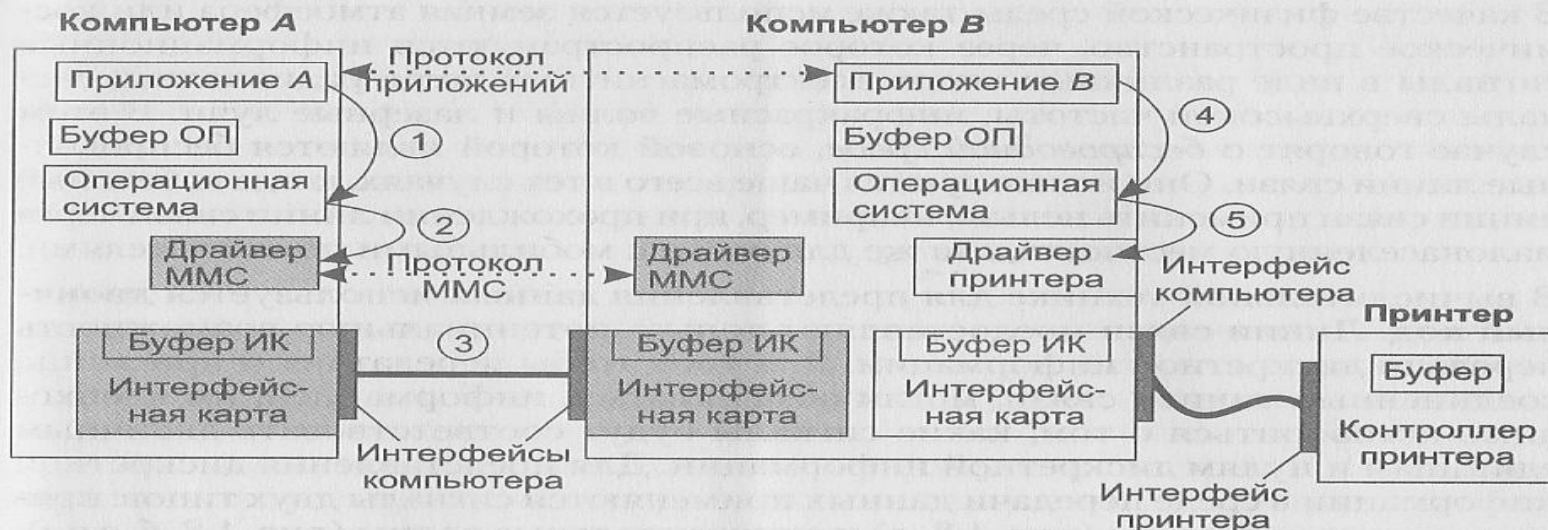 Компьютер A
Компьютер B
Приложение A
Протокол
приложений
Приложение B
Буфер ОП
1
Буфер ОП
4
Операционная
система
Операционная
система
2
5
Драйвер
ММС
Протокол
ММС
Драйвер
ММС
Драйвер
принтера
Интерфейс
компьютера
Принтер
Буфер ИК
3
Буфер ИК
Буфер ИК
Буфер
Интерфейс-
ная карта
Интерфейс-
ная карта
Интерфейс-
ная карта
Контроллер
принтера
Интерфейсы
компьютера
Интерфейс
принтера